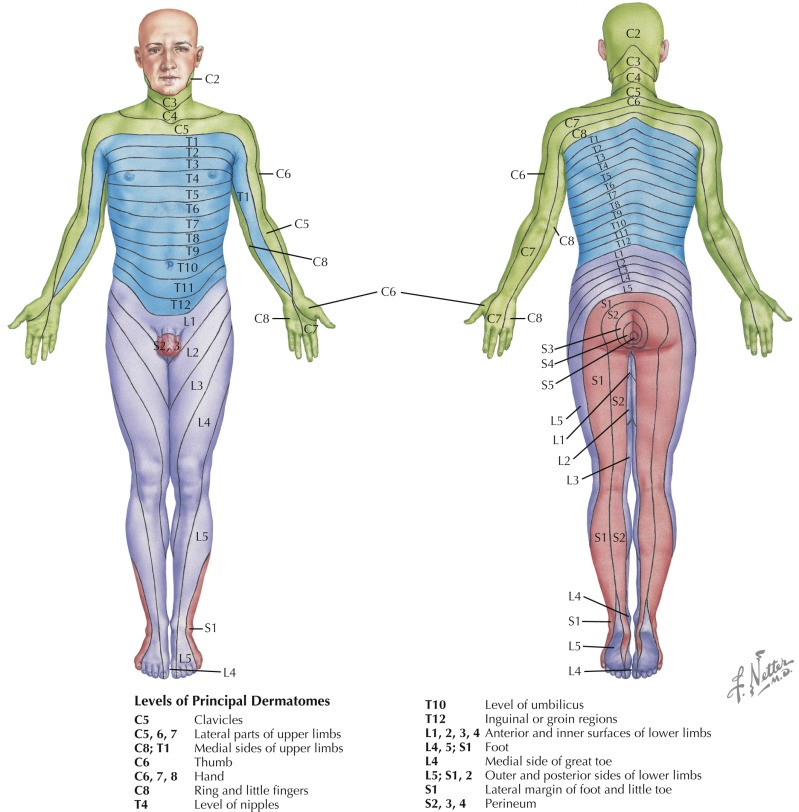 C2
C3
C4
C5
T1
T2
T3
T4
T5
T6
T7
T8
T9
T10
T11
T12
L1
S2, 3
L2
L3
L4
L5
S1
L5
L4
C6
T1
C5
C8
C6
C8
C7
C2
C3
C4
C5
C6
C7
C8
T1
T2
T3
T4
T5
T6
T7
T8
T9
T10
T11
T12
L1
L2
L3
L4
L5
S1
S2
C6
C8
C7
C7
C8
S3
S4
S5
S1
S2
L5
L1
L2
L3
S1 S2
L4
S1
L5
L4
F. Netter M.D.
Levels of Principal Dermatomes
C5 Clavicles
C5, 6, 7 Lateral parts of upper limbs
C8; T1 Medial sides of upper limbs
C6 Thumb
C6, 7, 8 Hand
C8 Ring and little fingers
T4 Level of nipples
T10 Level of umbilicus
T12 Inguinal or groin regions
L1, 2, 3, 4 Anterior and inner surfaces of lower limbs
L4, 5; S1 Foot
L4 Medial side of great toe
L5; S1, 2 Outer and posterior sides of lower limbs
S1 Lateral margin of foot and little toe
S2, 3, 4 Perineum